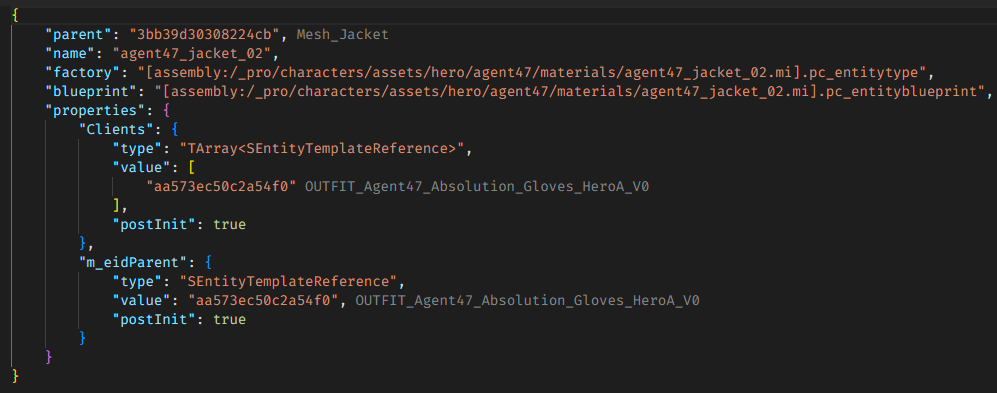 {
"parent": "3bb39d30308224cb", Mesh_Jacket
"name": "agent47_jacket_02",
"factory": "[assembly:/_pro/characters/assets/hero/agent47/materials/agent47_jacket_02.mi].pc_entitytype",
"blueprint": "[assembly:/_pro/characters/assets/hero/agent47/materials/agent47_jacket_02.mi].pc_entityblueprint",
"properties": {
"Clients": {
"type": "TArray<SEntityTemplateReference>",
"value": [
"aa573ec50c2a54f0" OUTFIT_Agent47_Absolution_Gloves_HeroA_V0
],
"postInit": true
},
"m_eidParent": {
"type": "SEntityTemplateReference",
"value": "aa573ec50c2a54f0", OUTFIT_Agent47_Absolution_Gloves_HeroA_V0
"postInit": true
}
}
}